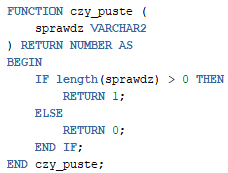 FUNCTION czy_puste (
    sprawdz VARCHAR2
) RETURN NUMBER AS
BEGIN
    IF length(sprawdz) > 0 THEN
        RETURN 1;
    ELSE
        RETURN 0;
    END IF;
END czy_puste;